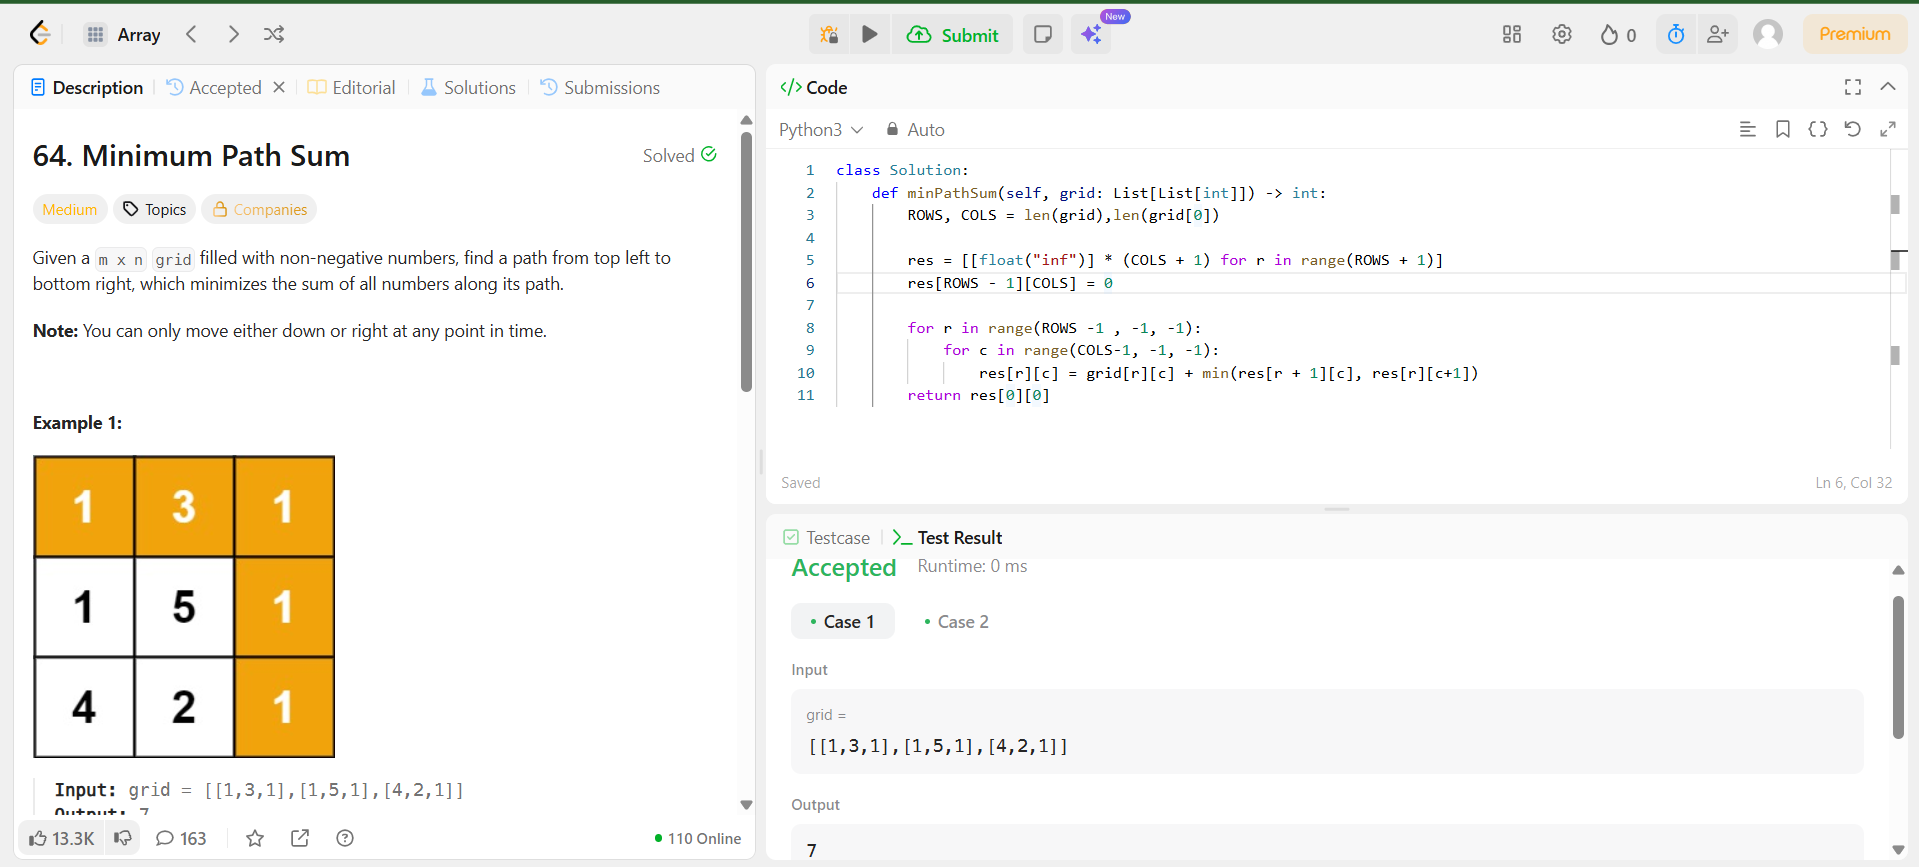 Array
Submit
New
0
Premium
Description
Accepted
Editorial
Solutions
Submissions
64. Minimum Path Sum
Solved
Medium
Topics
Companies
Given a m x n grid filled with non-negative numbers, find a path from top left to
bottom right, which minimizes the sum of all numbers along its path.
Note: You can only move either down or right at any point in time.
Example 1:
1 3 1
1 5 1
4 2 1
Input: grid = [[1,3,1],[1,5,1],[4,2,1]]
Output: 7
13.3K
163
110 Online
</> Code
Python3
Auto
1 class Solution:
2 def minPathSum(self, grid: List[List[int]]) -> int:
3 ROWS, COLS = len(grid),len(grid[0])
4
5 res = [[float("inf")] * (COLS + 1) for r in range(ROWS + 1)]
6 res[ROWS - 1][COLS] = 0
7
8 for r in range(ROWS -1 , -1, -1):
9 for c in range(COLS-1, -1, -1):
10 res[r][c] = grid[r][c] + min(res[r + 1][c], res[r][c+1])
11 return res[0][0]
Saved
Ln 6, Col 32
Testcase
Test Result
Accepted
Runtime: 0 ms
Case 1
Case 2
Input
grid =
[[1,3,1],[1,5,1],[4,2,1]]
Output
7